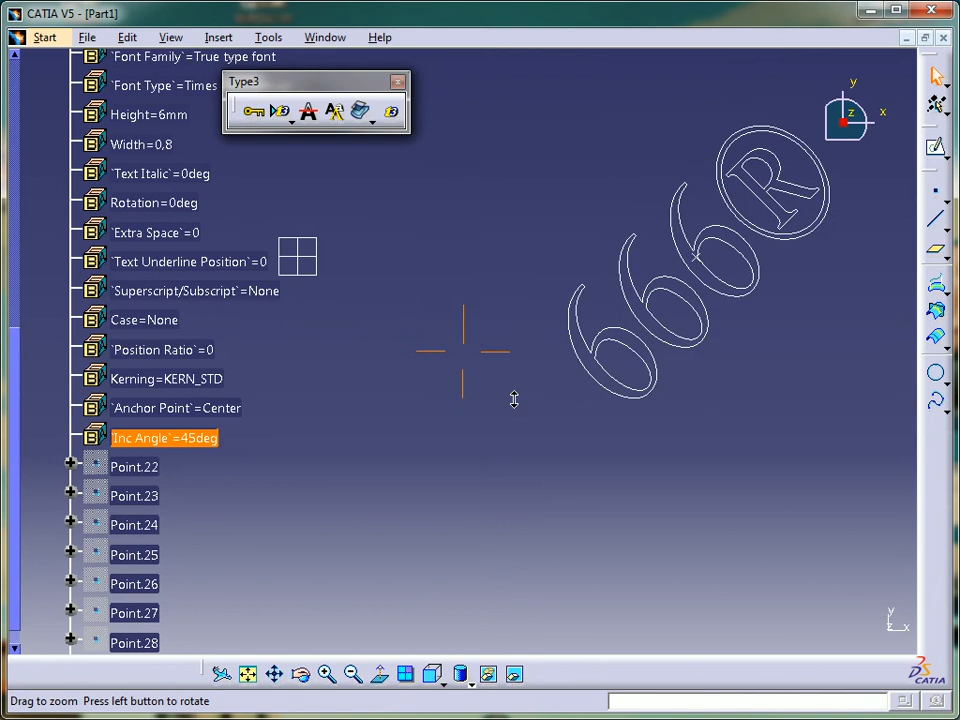 CATIA V5 - [Part1]
Start File Edit View Insert Tools Window Help
`Font Family`=True type font
`Font Type`=Times
Height=6mm
Width=0,8
`Text Italic`=0deg
Rotation=0deg
`Extra Space`=0
`Text Underline Position`=0
`Superscript/Subscript`=None
Case=None
`Position Ratio`=0
Kerning=KERN_STD
`Anchor Point`=Center
`Inc Angle`=45deg
Point.22
Point.23
Point.24
Point.25
Point.26
Point.27
Point.28
Type3
666®
y
z x
y
z x
CATIA
Drag to zoom Press left button to rotate